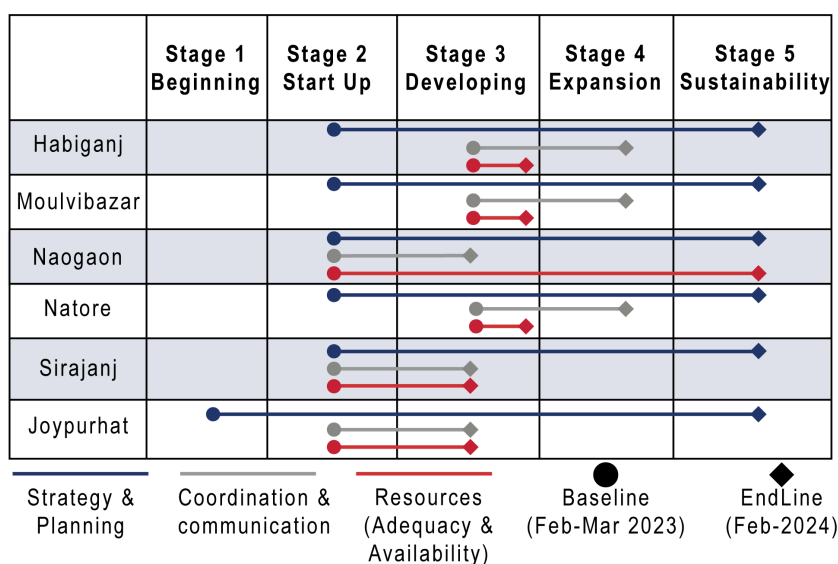 Stage 1 Stage 2 Stage 3 Stage 4 Stage 5
Beginning Start Up Developing Expansion Sustainability
Habiganj
Moulvibazar
Naogaon
Natore
Sirajanj
Joypurhat
Strategy & Coordination & Resources Baseline EndLine
Planning communication (Adequacy & (Feb-Mar 2023) (Feb-2024)
Availability)